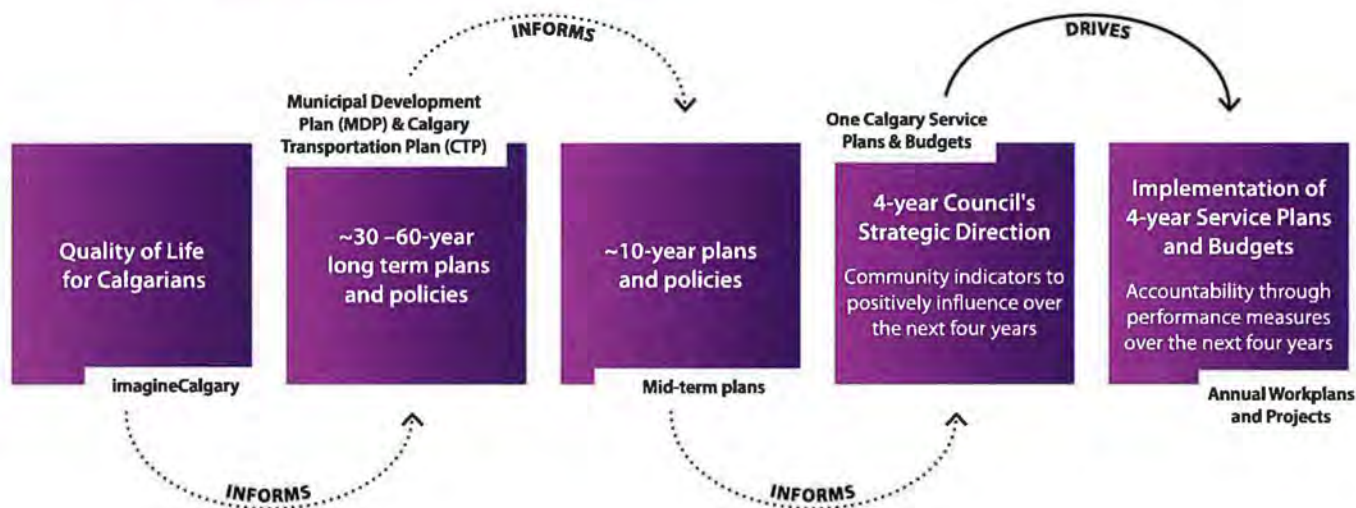 INFORMS
DRIVES
Municipal Development
Plan (MDP) & Calgary
Transportation Plan (CTP)
One Calgary Service
Plans & Budgets
Quality of Life
for Calgarians
~30 –60-year
long term plans
and policies
~10-year plans
and policies
4-year Council's
Strategic Direction
Community indicators to
positively influence over
the next four years
Implementation of
4-year Service Plans
and Budgets
Accountability through
performance measures
over the next four years
imagineCalgary
Mid-term plans
Annual Workplans
and Projects
INFORMS
INFORMS